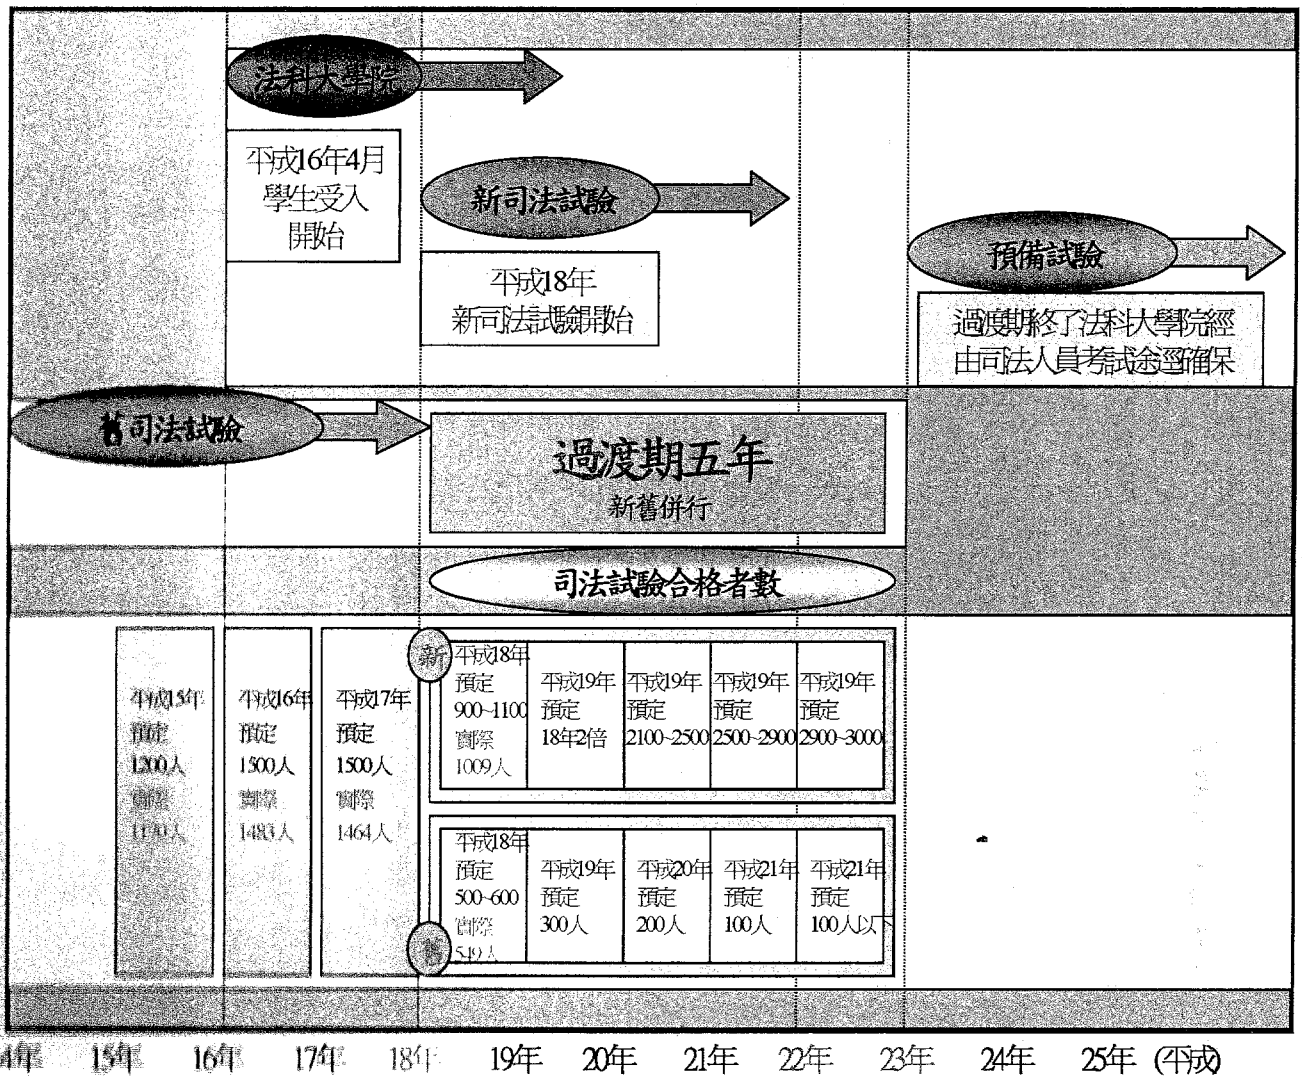 法科大學院
平成16年4月
學生受入
開始
新司法試驗
平成18年
新司法試驗開始
預備試驗
過渡期終了法科大學院經
由司法人員考試途逕確保
舊司法試驗
過渡期五年
新舊併行
司法試驗合格者數
平成15年
預定
1200人
實際
1170人
平成16年
預定
1500人
實際
1483人
平成17年
預定
1500人
實際
1464人
新
平成18年
預定
900~1100
實際
1009人
平成19年
預定
18年2倍
平成19年
預定
2100~2500
平成19年
預定
2500~2900
平成19年
預定
2900~3000
舊
平成18年
預定
500~600
實際
549人
平成19年
預定
300人
平成20年
預定
200人
平成21年
預定
100人
平成21年
預定
100人以下
4年 15年 16年 17年 18年 19年 20年 21年 22年 23年 24年 25年 (平成)